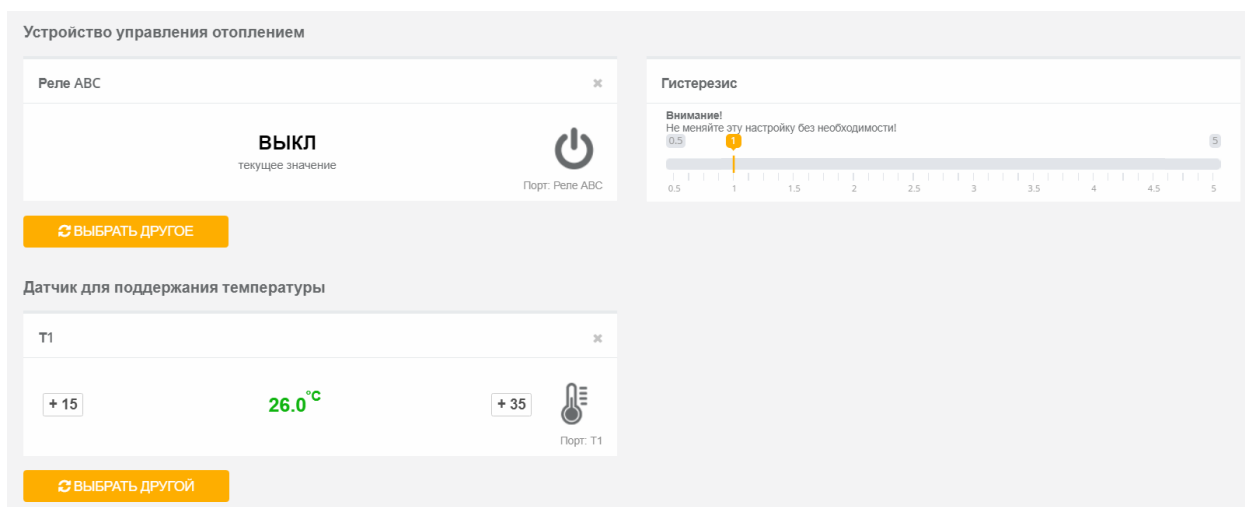 Устройство управления отоплением
Реле ABC
ВЫКЛ
текущее значение
Порт: Реле ABC
ВЫБРАТЬ ДРУГОЕ
Гистерезис
Внимание!
Не меняйте эту настройку без необходимости!
0.5 1 5
0.5 1 1.5 2 2.5 3 3.5 4 4.5 5
Датчик для поддержания температуры
T1
+ 15 26.0°C + 35
Порт: T1
ВЫБРАТЬ ДРУГОЙ